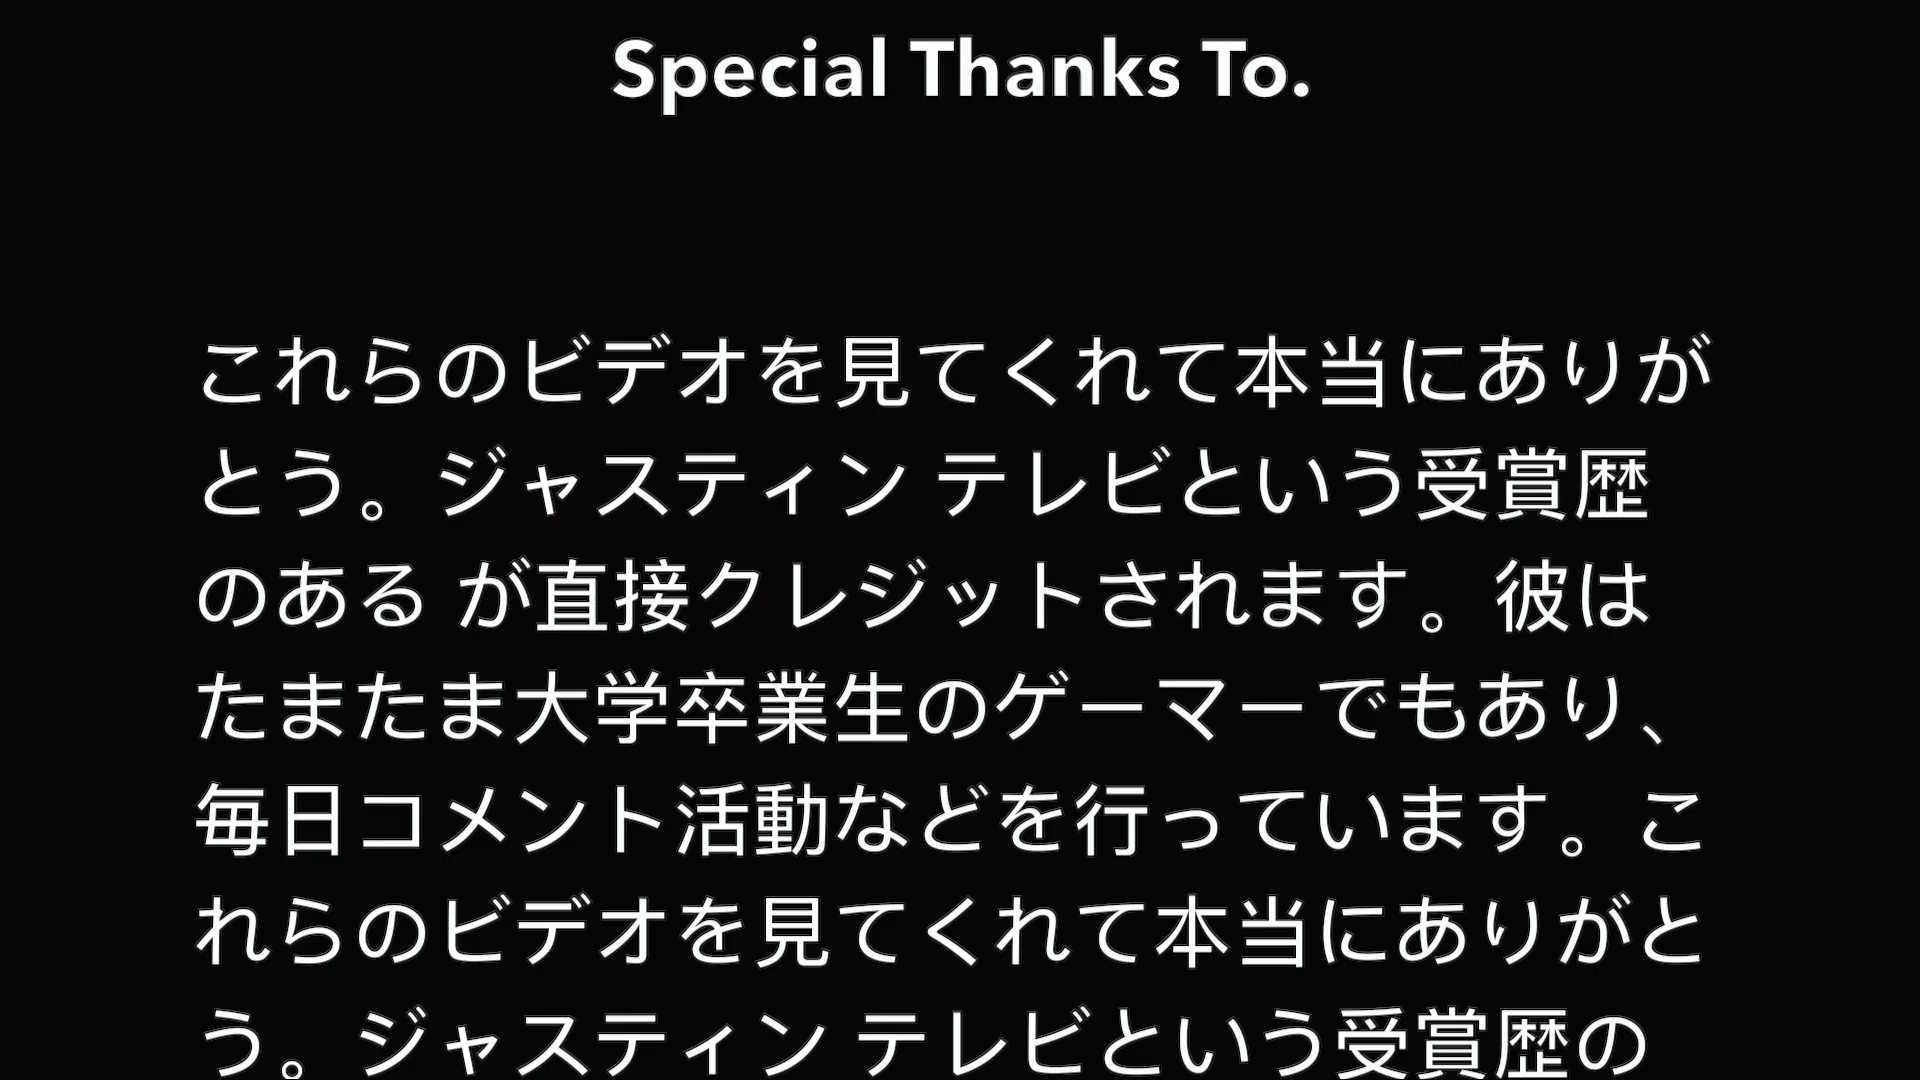 Special Thanks To.
これらのビデオを見てくれて本当にありが
とう。ジャスティン テレビという受賞歴
のある が直接クレジットされます。彼は
たまたま大学卒業生のゲーマーでもあり、
毎日コメント活動などを行っています。こ
れらのビデオを見てくれて本当にありがと
う。ジャスティン テレビという受賞歴の